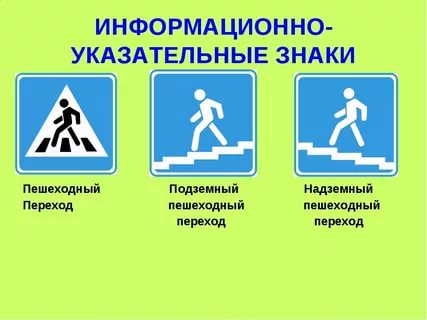 ИНФОРМАЦИОННО-
УКАЗАТЕЛЬНЫЕ ЗНАКИ
Пешеходный
Переход
Подземный
пешеходный
переход
Надземный
пешеходный
переход